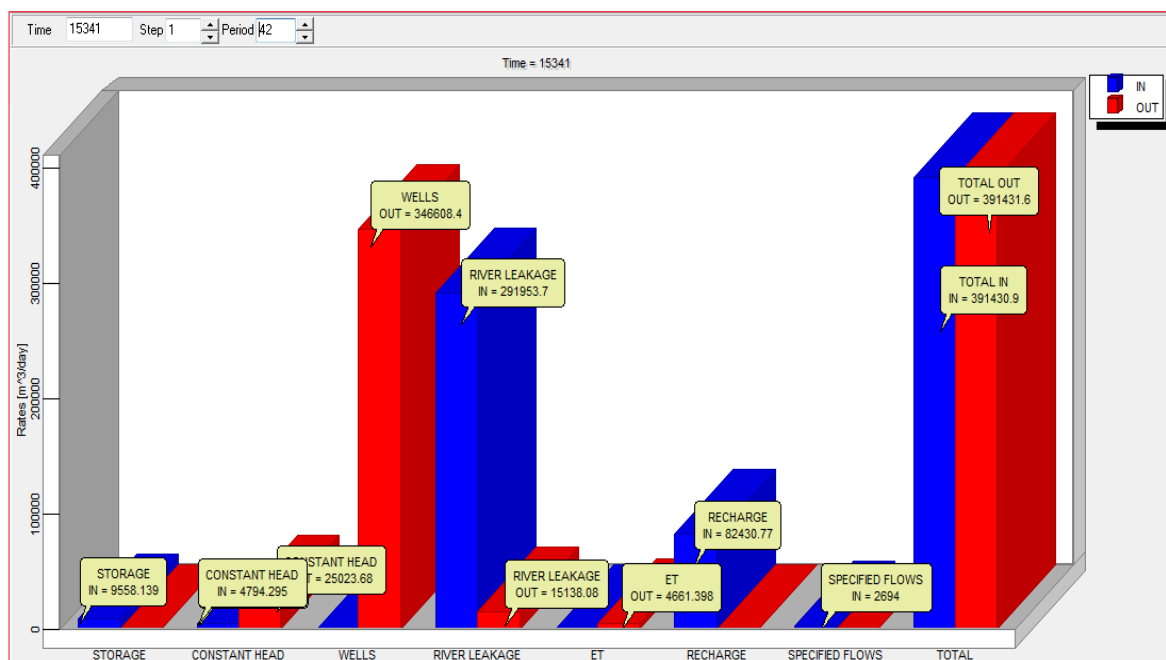 Time 15341 Step 1 Period 42
Time = 15341
IN
OUT
Rates [m^3/day]
400000
300000
200000
100000
0
WELLS
OUT = 346608.4
RIVER LEAKAGE
IN = 291953.7
TOTAL OUT
OUT = 391431.6
TOTAL IN
IN = 391430.9
RECHARGE
IN = 82430.77
STORAGE
IN = 9558.139
CONSTANT HEAD
IN = 4794.295
CONSTANT HEAD
= 25023.68
RIVER LEAKAGE
OUT = 15138.08
ET
OUT = 4661.398
SPECIFIED FLOWS
IN = 2694
STORAGE CONSTANT HEAD WELLS RIVER LEAKAGE ET RECHARGE SPECIFIED FLOWS TOTAL